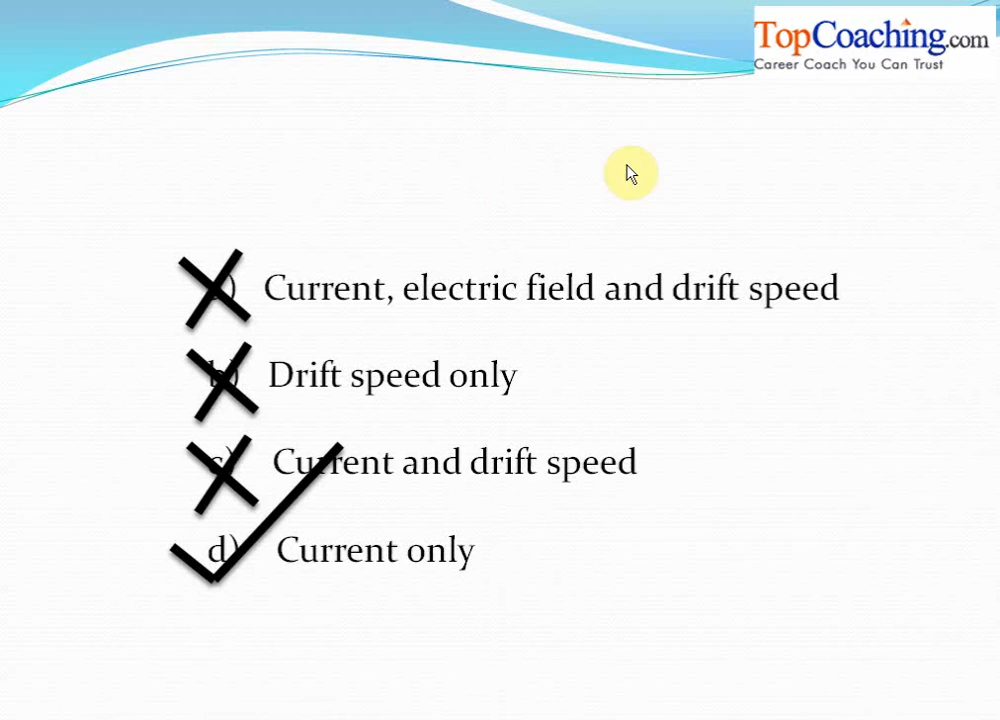 TopCoaching.com
Career Coach You Can Trust
Current, electric field and drift speed
b) Drift speed only
c) Current and drift speed
d) Current only